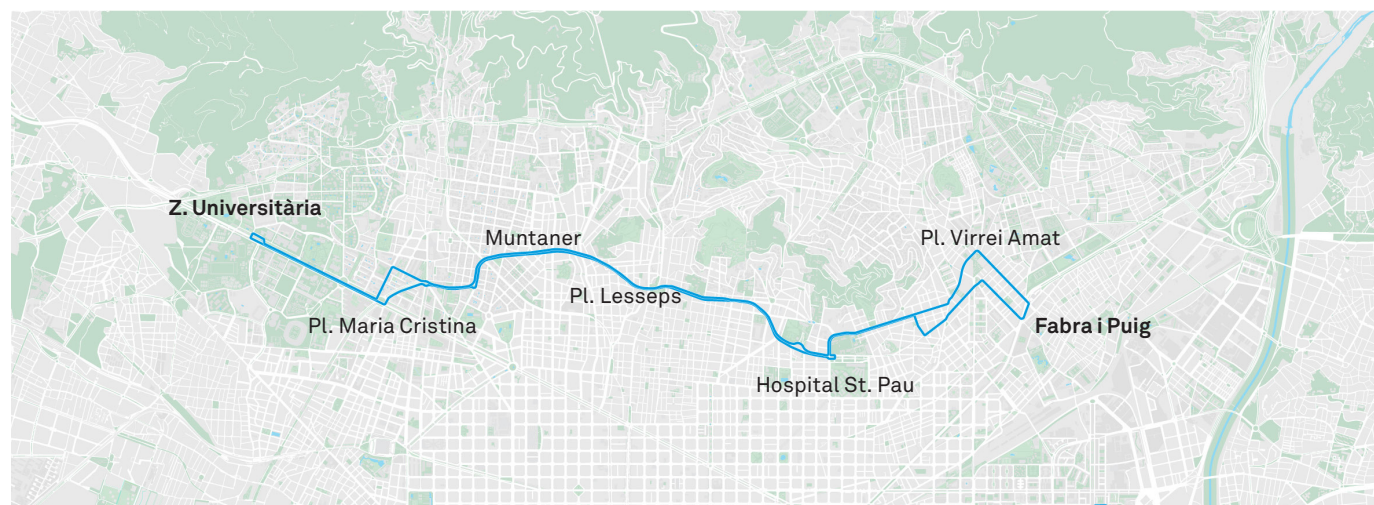 Z. Universitària
Muntaner
Pl. Virrei Amat
Pl. Lesseps
Pl. Maria Cristina
Fabra i Puig
Hospital St. Pau